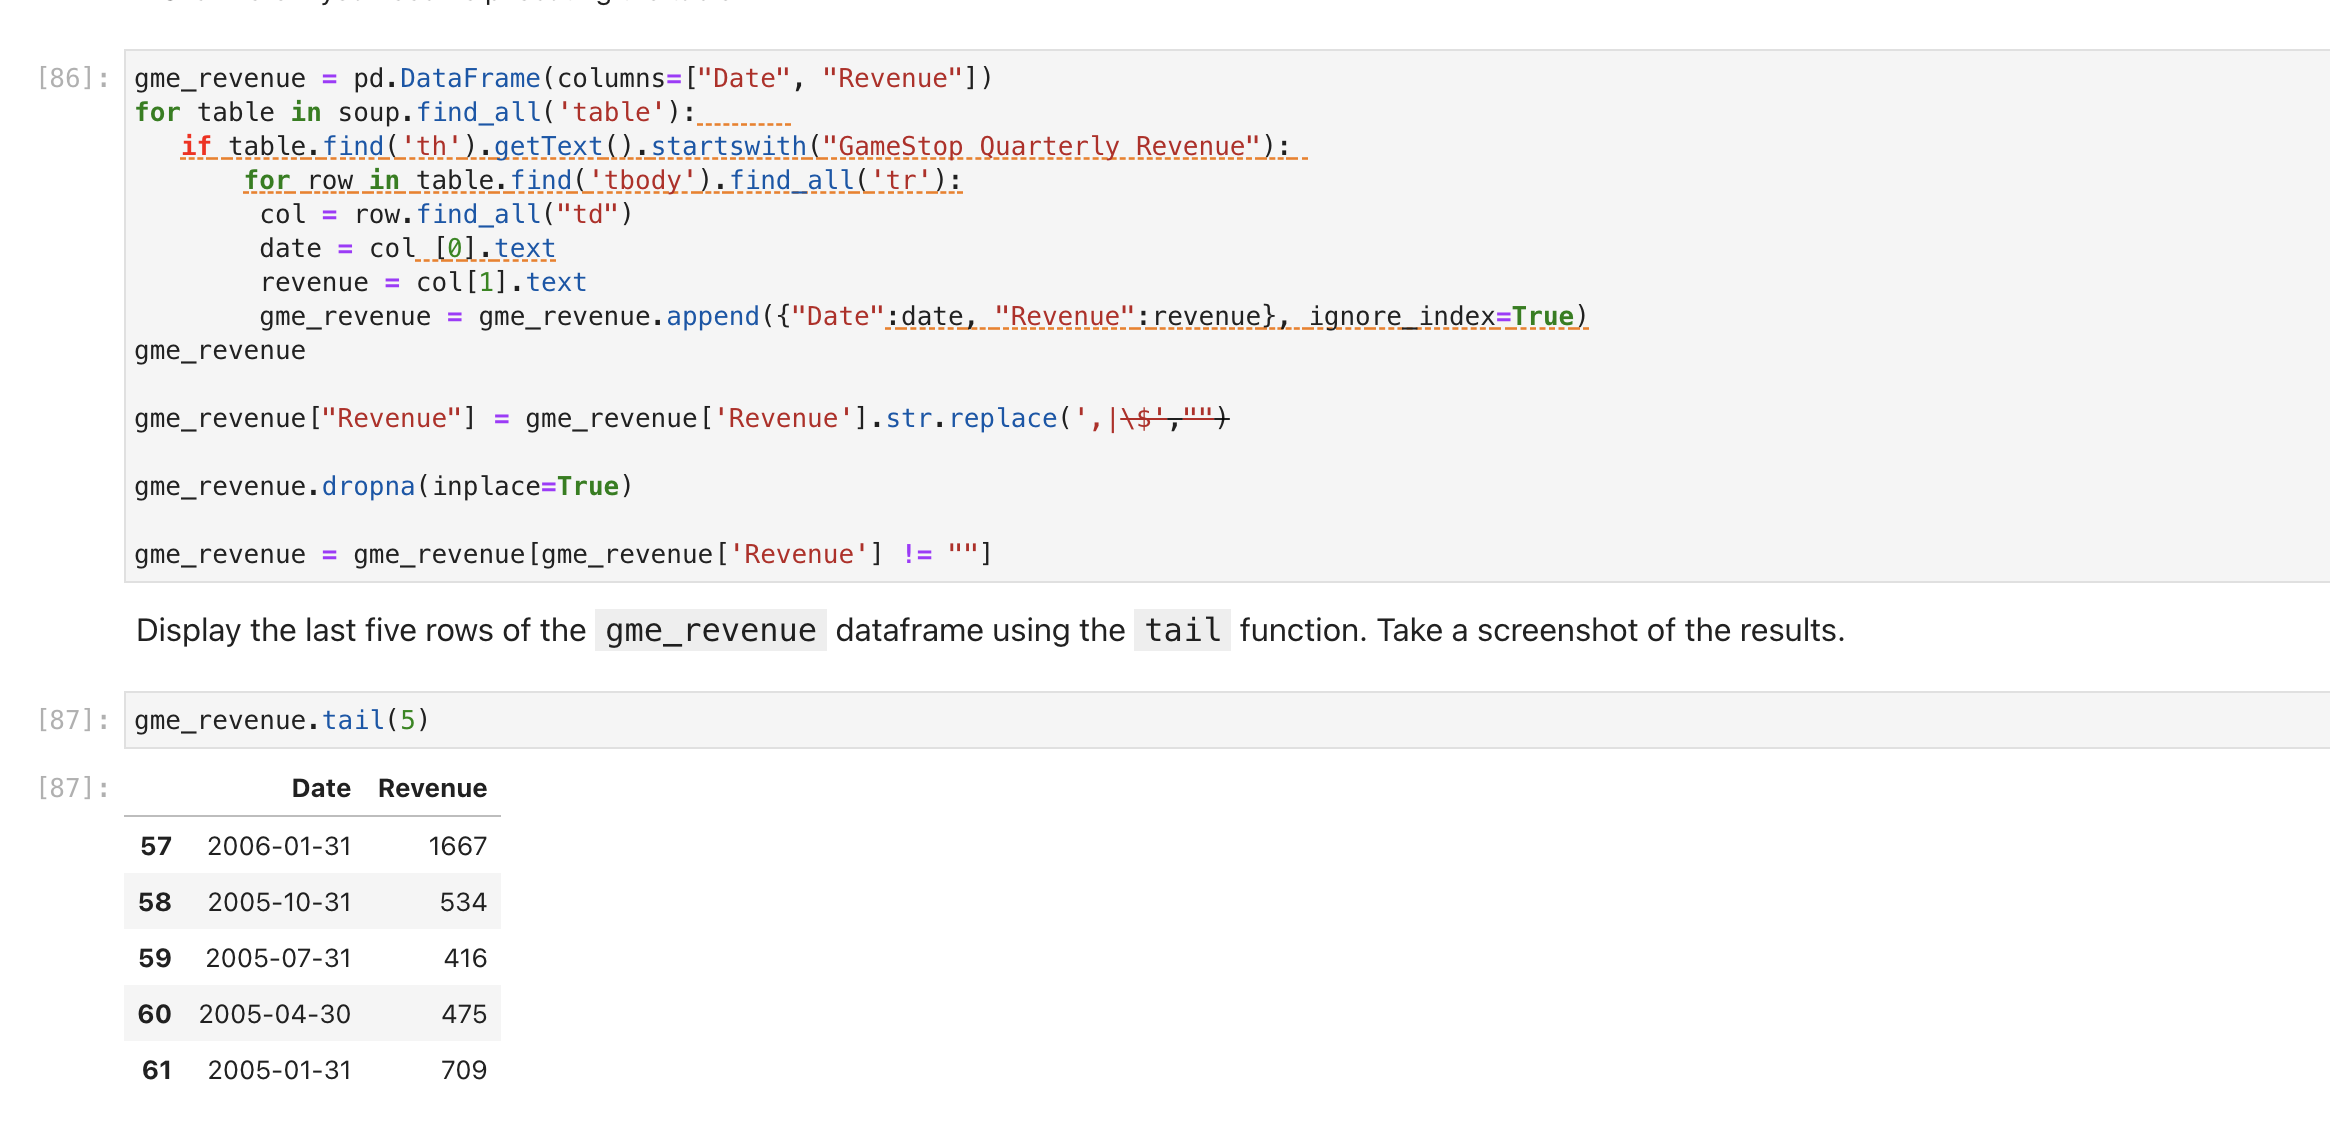 [86]:
gme_revenue = pd.DataFrame(columns=["Date", "Revenue"])
for table in soup.find_all('table'):
   if table.find('th').getText().startswith("GameStop Quarterly Revenue"):
       for row in table.find('tbody').find_all('tr'):
        col = row.find_all("td")
        date = col [0].text
        revenue = col[1].text
        gme_revenue = gme_revenue.append({"Date":date, "Revenue":revenue}, ignore_index=True)
gme_revenue
gme_revenue["Revenue"] = gme_revenue['Revenue'].str.replace(',|\$',"")
gme_revenue.dropna(inplace=True)
gme_revenue = gme_revenue[gme_revenue['Revenue'] != ""]
Display the last five rows of the gme_revenue dataframe using the tail function. Take a screenshot of the results.
[87]: gme_revenue.tail(5)
[87]: Date Revenue
57 2006-01-31 1667
58 2005-10-31 534
59 2005-07-31 416
60 2005-04-30 475
61 2005-01-31 709